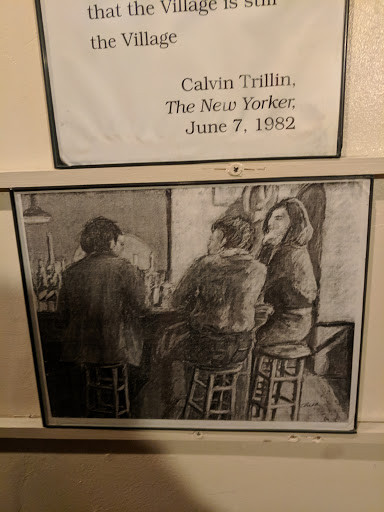 that the Village is still
the Village
Calvin Trillin,
The New Yorker,
June 7, 1982